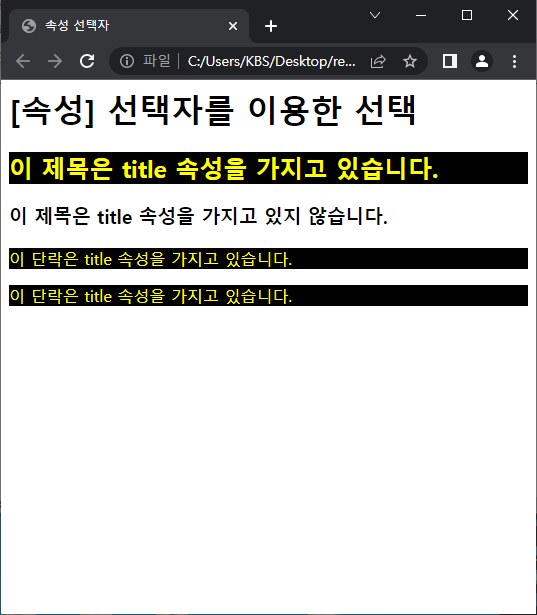 속성 선택자
파일 C:/Users/KBS/Desktop/re...
[속성] 선택자를 이용한 선택
이 제목은 title 속성을 가지고 있습니다.
이 제목은 title 속성을 가지고 있지 않습니다.
이 단락은 title 속성을 가지고 있습니다.
이 단락은 title 속성을 가지고 있습니다.